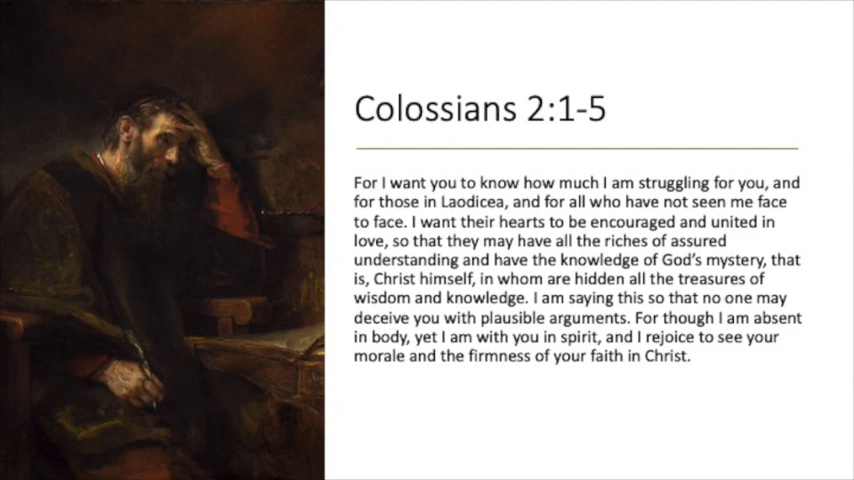 Colossians 2:1-5
For I want you to know how much I am struggling for you, and
for those in Laodicea, and for all who have not seen me face
to face. I want their hearts to be encouraged and united in
love, so that they may have all the riches of assured
understanding and have the knowledge of God’s mystery, that
is, Christ himself, in whom are hidden all the treasures of
wisdom and knowledge. I am saying this so that no one may
deceive you with plausible arguments. For though I am absent
in body, yet I am with you in spirit, and I rejoice to see your
morale and the firmness of your faith in Christ.